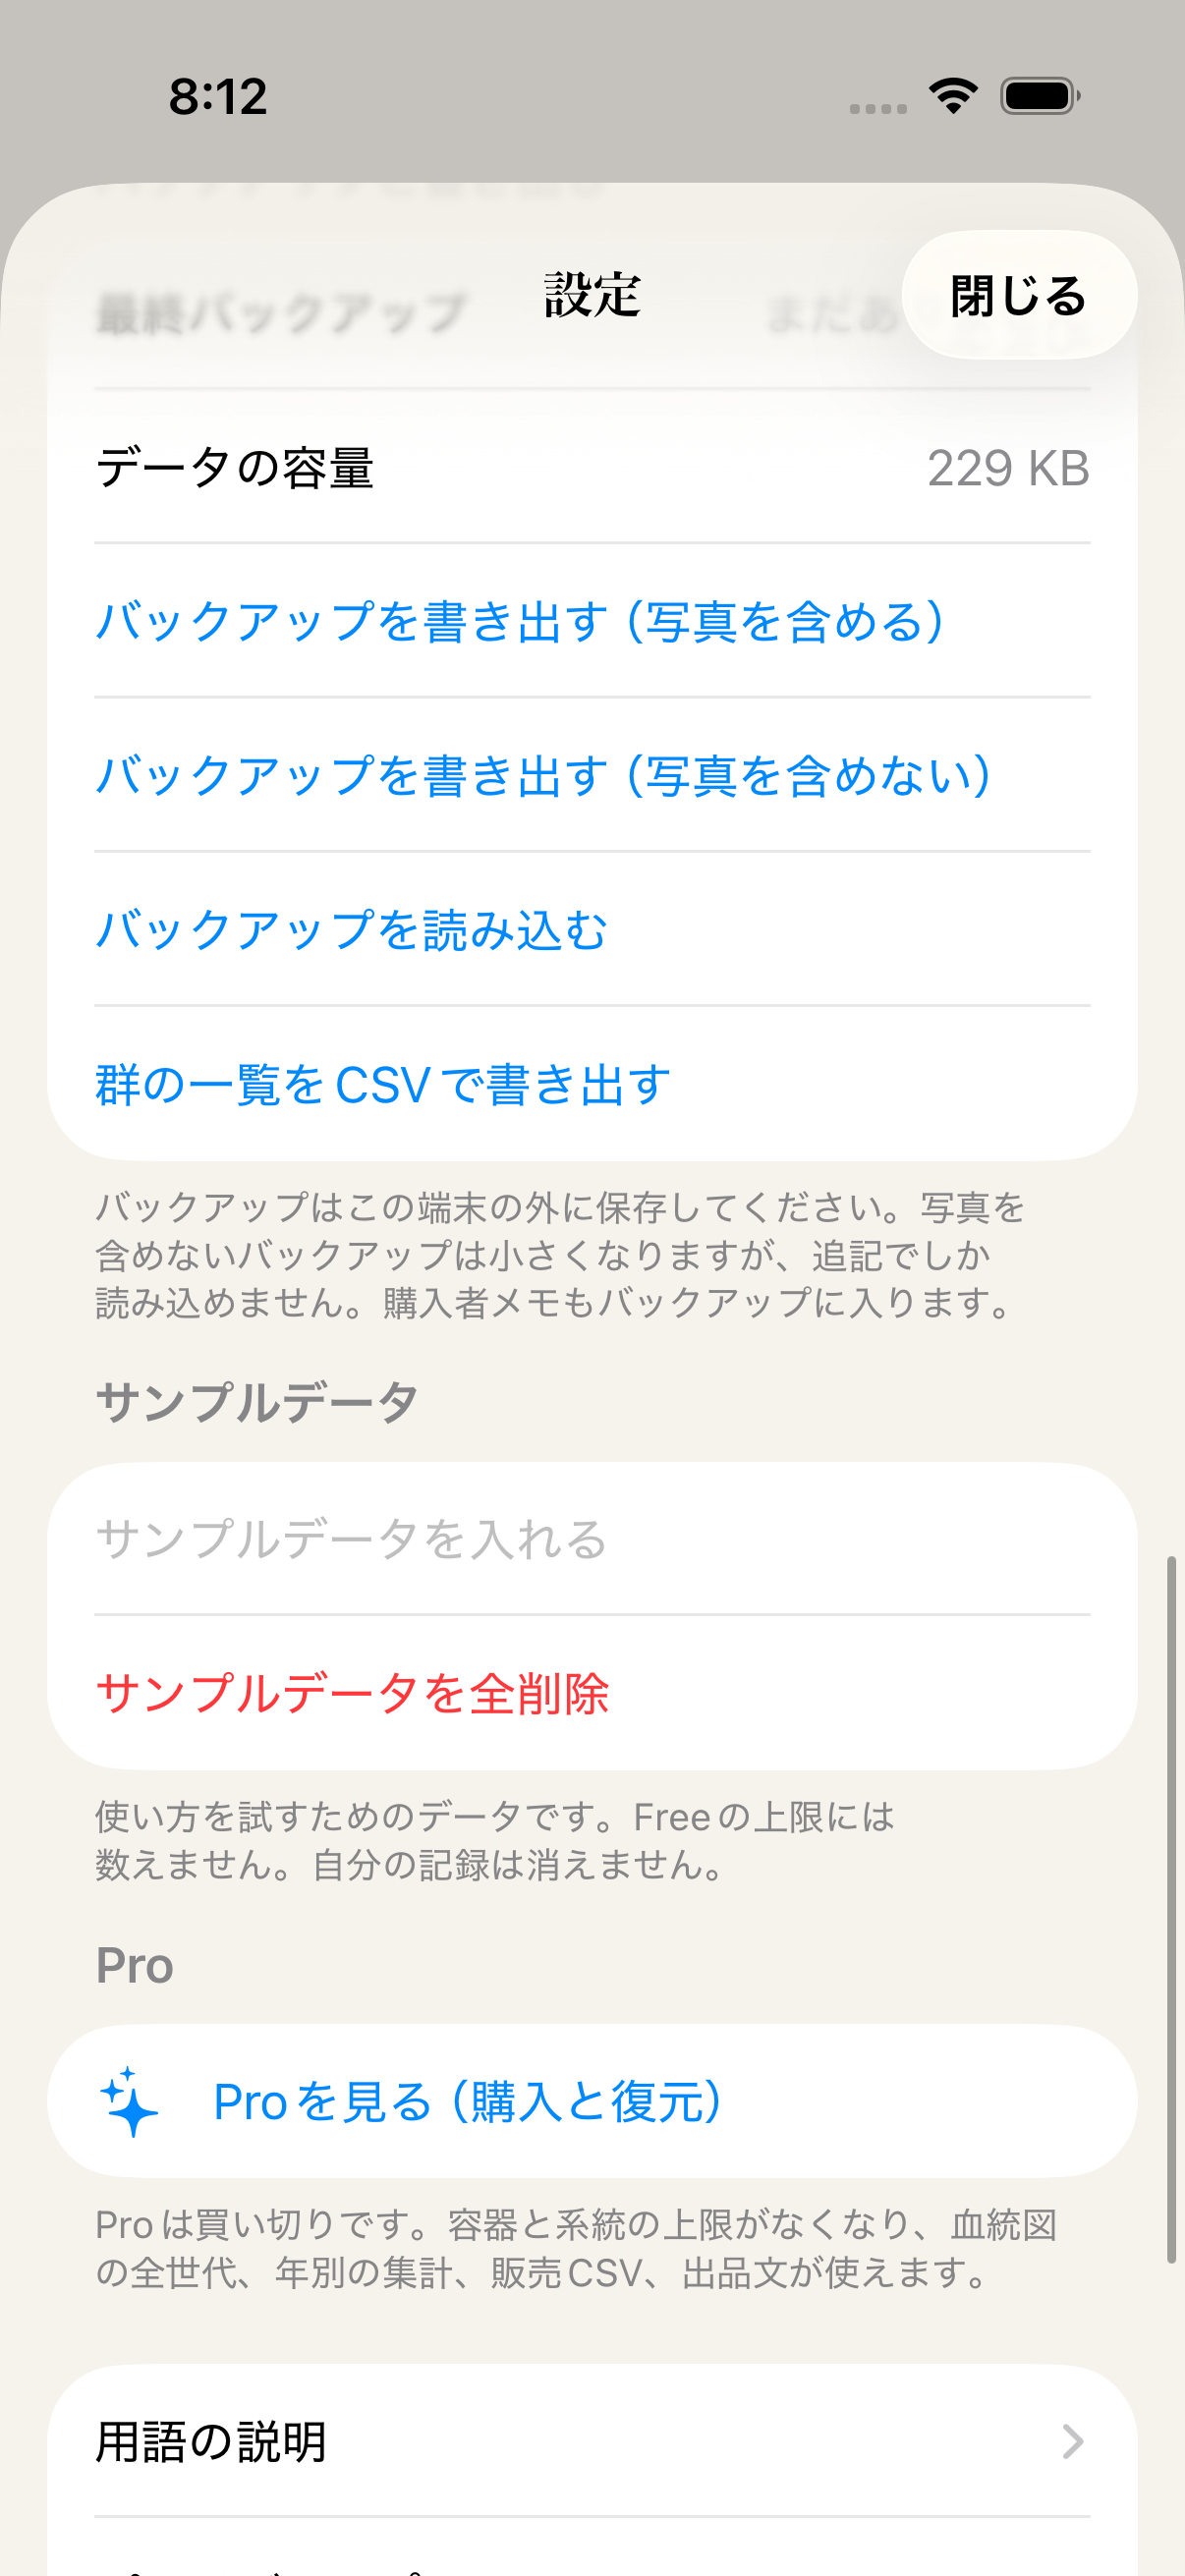 8:12
設定
閉じる
最終バックアップ
まだあ
データの容量
229 KB
バックアップを書き出す（写真を含める）
バックアップを書き出す（写真を含めない）
バックアップを読み込む
群の一覧をCSVで書き出す
バックアップはこの端末の外に保存してください。写真を
含めないバックアップは小さくなりますが、追記でしか
読み込めません。購入者メモもバックアップに入ります。
サンプルデータ
サンプルデータを入れる
サンプルデータを全削除
使い方を試すためのデータです。Freeの上限には
数えません。自分の記録は消えません。
Pro
Proを見る（購入と復元）
Proは買い切りです。容器と系統の上限がなくなり、血統図
の全世代、年別の集計、販売CSV、出品文が使えます。
用語の説明